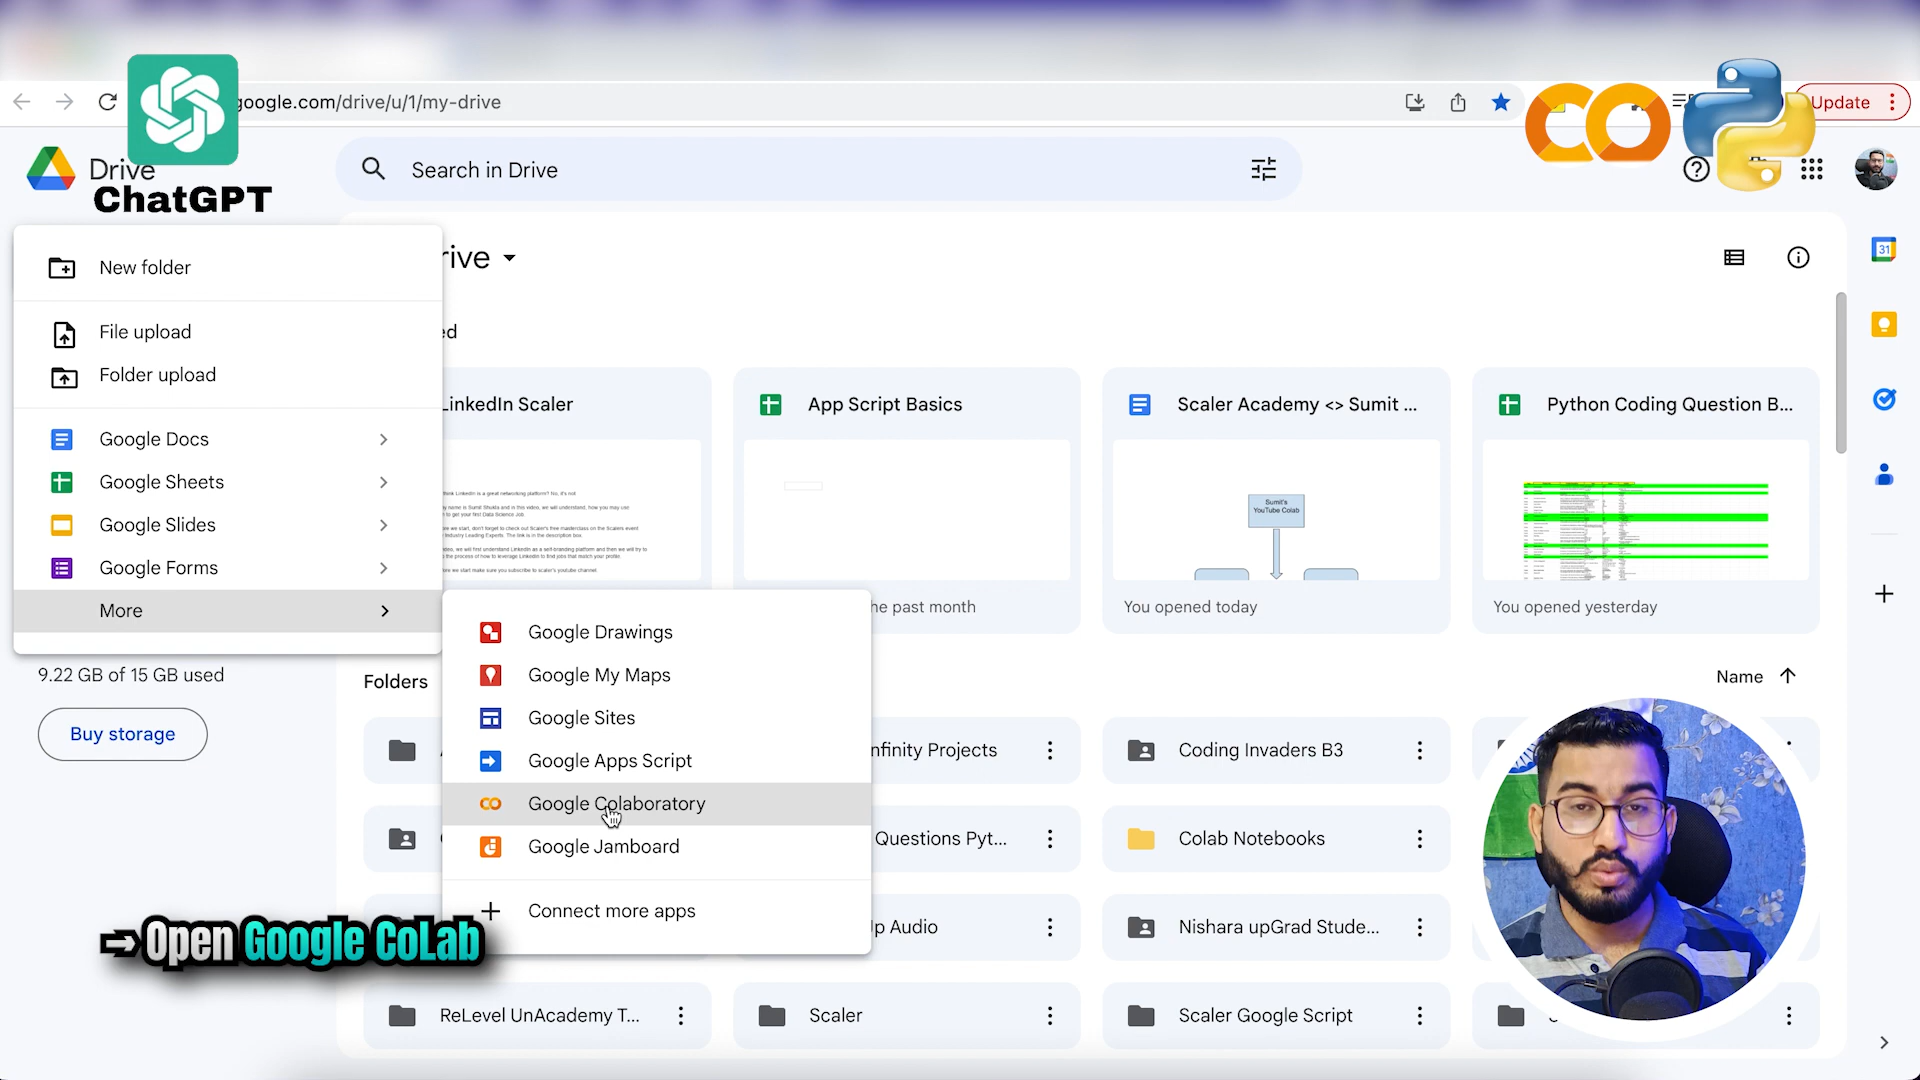 google.com/drive/u/1/my-drive
Update
Drive
ChatGPT
Search in Drive
New folder
File upload
Folder upload
Google Docs
Google Sheets
Google Slides
Google Forms
More
9.22 GB of 15 GB used
Buy storage
rive
ed
LinkedIn Scaler
App Script Basics
Scaler Academy <> Sumit ...
Python Coding Question B...
Sumit's
YouTube Colab
he past month
You opened today
You opened yesterday
Google Drawings
Google My Maps
Google Sites
Google Apps Script
Google Colaboratory
Google Jamboard
Connect more apps
Folders
Name
nfinity Projects
Coding Invaders B3
Questions Pyt...
Colab Notebooks
p Audio
Nishara upGrad Stude...
ReLevel UnAcademy T...
Scaler
Scaler Google Script
31
Open Google CoLab